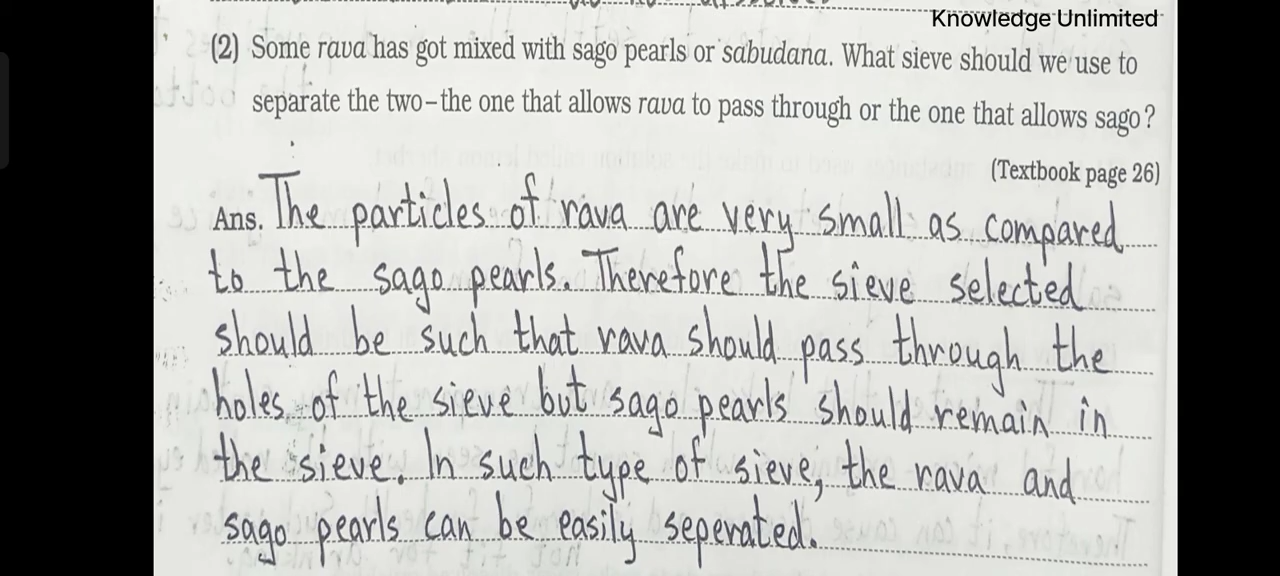 Knowledge Unlimited
(2) Some rava has got mixed with sago pearls or sabudana. What sieve should we use to
separate the two-the one that allows rava to pass through or the one that allows sago?
(Textbook page 26)
Ans. The particles of rava are very small as compared
to the sago pearls. Therefore the sieve selected
should be such that rava should pass through the
holes of the sieve but sago pearls should remain in
the sieve. In such type of sieve, the rava and
sago pearls can be easily seperated.